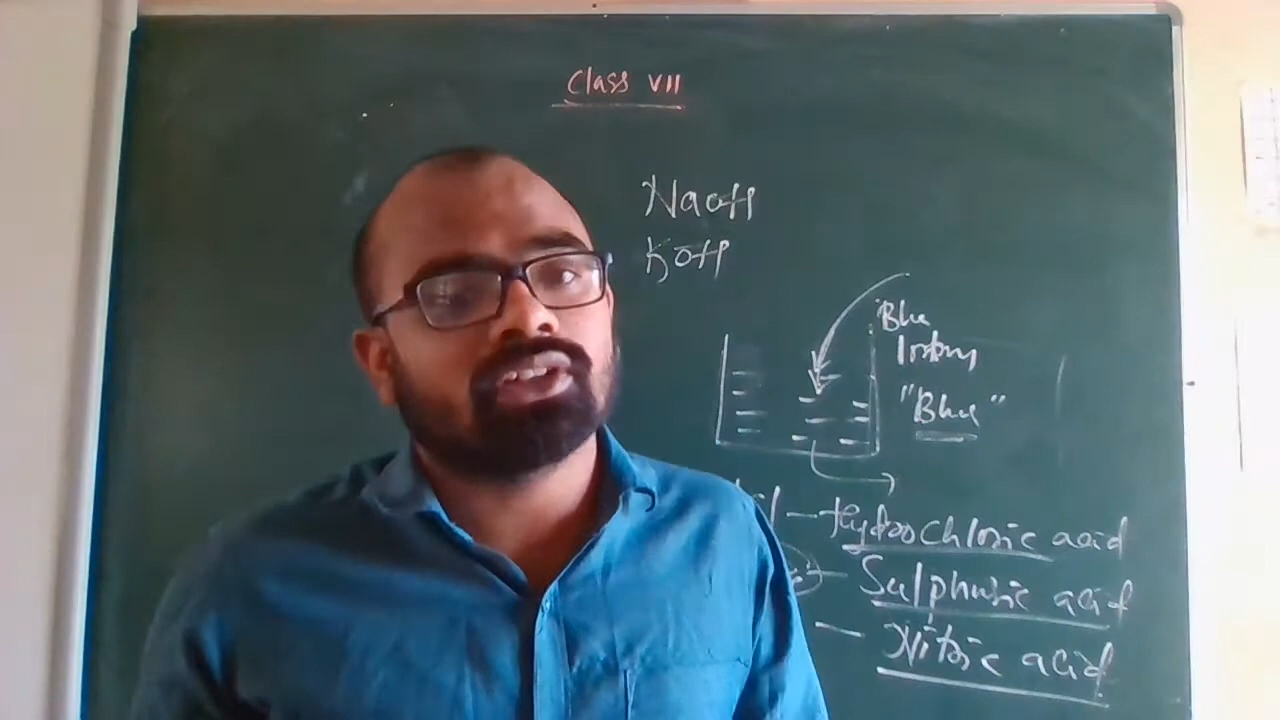 Class VII
NaOH
KOH
Blue
"Blue"
— Hydrochloric acid
— Sulphuric acid
— Nitric acid